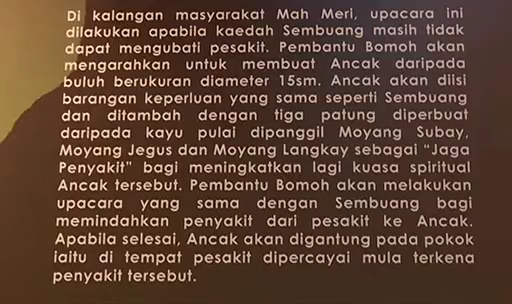 Di kalangan masyarakat Mah Meri, upacara ini
dilakukan apabila kaedah Sembuang masih tidak
dapat mengubati pesakit. Pembantu Bomoh akan
mengarahkan untuk membuat Ancak daripada
buluh berukuran diameter 15sm. Ancak akan diisi
barangan keperluan yang sama seperti Sembuang
dan ditambah dengan tiga patung diperbuat
daripada kayu pulai dipanggil Moyang Subay,
Moyang Jegus dan Moyang Langkay sebagai “Jaga
Penyakit” bagi meningkatkan lagi kuasa spiritual
Ancak tersebut. Pembantu Bomoh akan melakukan
upacara yang sama dengan Sembuang bagi
memindahkan penyakit dari pesakit ke Ancak.
Apabila selesai, Ancak akan digantung pada pokok
iaitu di tempat pesakit dipercayai mula terkena
penyakit tersebut.